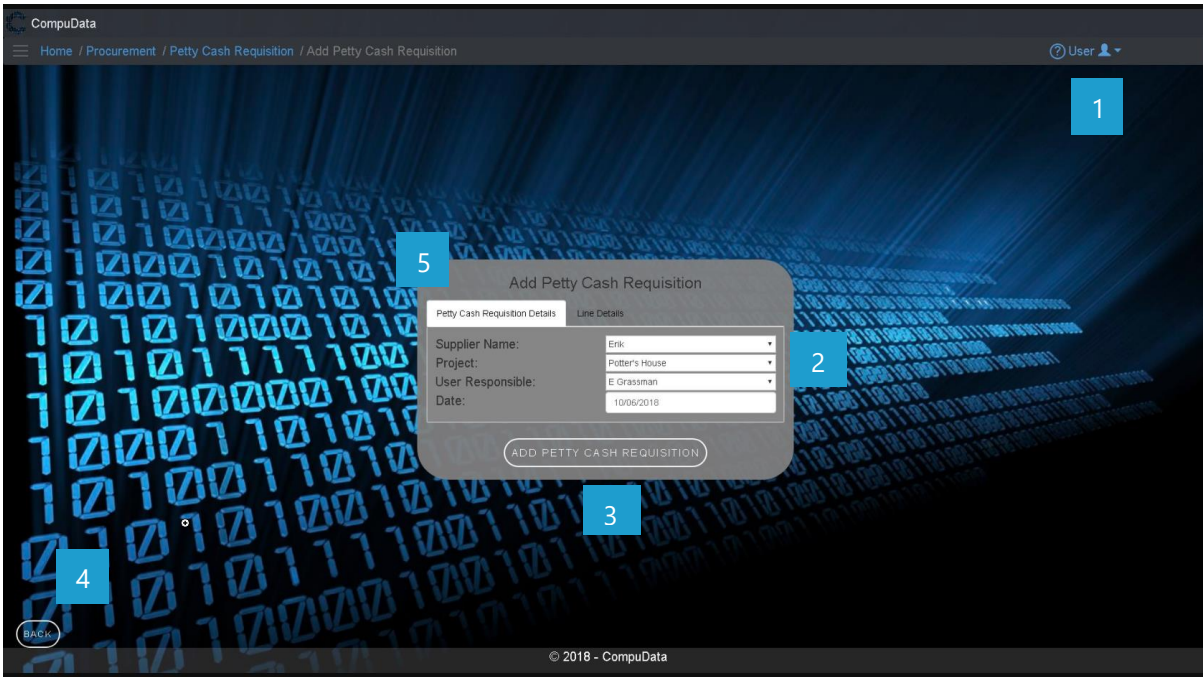 CompuData
Home / Procurement / Petty Cash Requisition / Add Petty Cash Requisition
User
1
5
Add Petty Cash Requisition
Petty Cash Requisition Details Line Details
Supplier Name: Erik
Project: Potter's House
2
User Responsible: E Grassman
Date: 10/06/2018
ADD PETTY CASH REQUISITION
3
4
BACK
© 2018 - CompuData